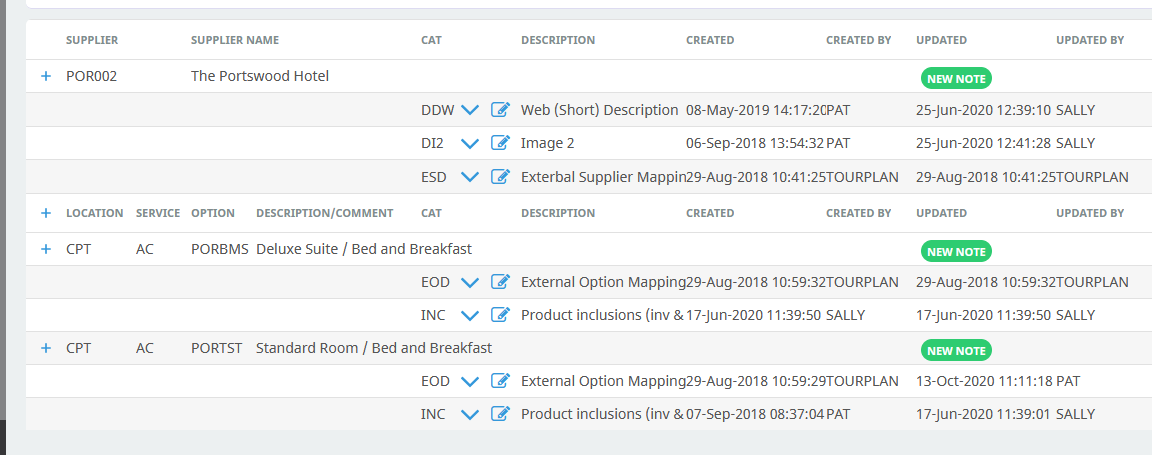 SUPPLIER SUPPLIER NAME CAT DESCRIPTION CREATED CREATED BY UPDATED UPDATED BY
+ POR002 The Portswood Hotel NEW NOTE
DDW Web (Short) Description 08-May-2019 14:17:20 PAT 25-Jun-2020 12:39:10 SALLY
DI2 Image 2 06-Sep-2018 13:54:32 PAT 25-Jun-2020 12:41:28 SALLY
ESD Exterbal Supplier Mappin 29-Aug-2018 10:41:25 TOURPLAN 29-Aug-2018 10:41:25 TOURPLAN
+ LOCATION SERVICE OPTION DESCRIPTION/COMMENT CAT DESCRIPTION CREATED CREATED BY UPDATED UPDATED BY
+ CPT AC PORBMS Deluxe Suite / Bed and Breakfast NEW NOTE
EOD External Option Mapping 29-Aug-2018 10:59:32 TOURPLAN 29-Aug-2018 10:59:32 TOURPLAN
INC Product inclusions (inv & 17-Jun-2020 11:39:50 SALLY 17-Jun-2020 11:39:50 SALLY
+ CPT AC PORTST Standard Room / Bed and Breakfast NEW NOTE
EOD External Option Mapping 29-Aug-2018 10:59:29 TOURPLAN 13-Oct-2020 11:11:18 PAT
INC Product inclusions (inv & 07-Sep-2018 08:37:04 PAT 17-Jun-2020 11:39:01 SALLY